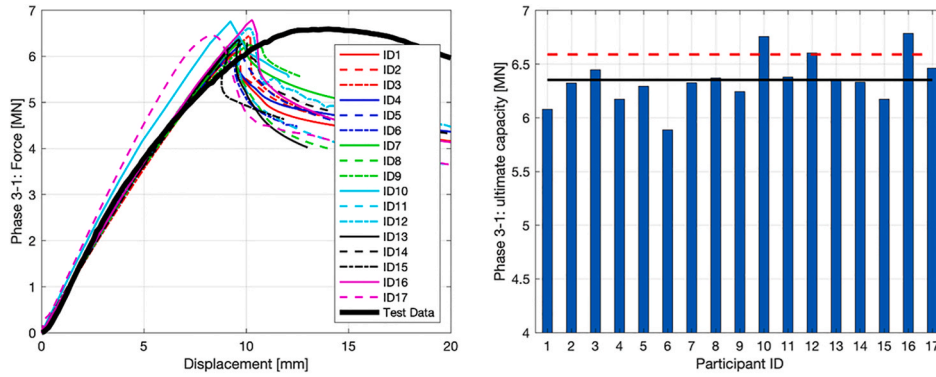 Phase 3-1: Force [MN]
7
6
5
4
3
2
1
0
0
5
10
15
20
Displacement [mm]
ID1
ID2
ID3
ID4
ID5
ID6
ID7
ID8
ID9
ID10
ID11
ID12
ID13
ID14
ID15
ID16
ID17
Test Data
Phase 3-1: ultimate capacity [MN]
7
6.5
6
5.5
5
4.5
4
1 2 3 4 5 6 7 8 9 10 11 12 13 14 15 16 17
Participant ID